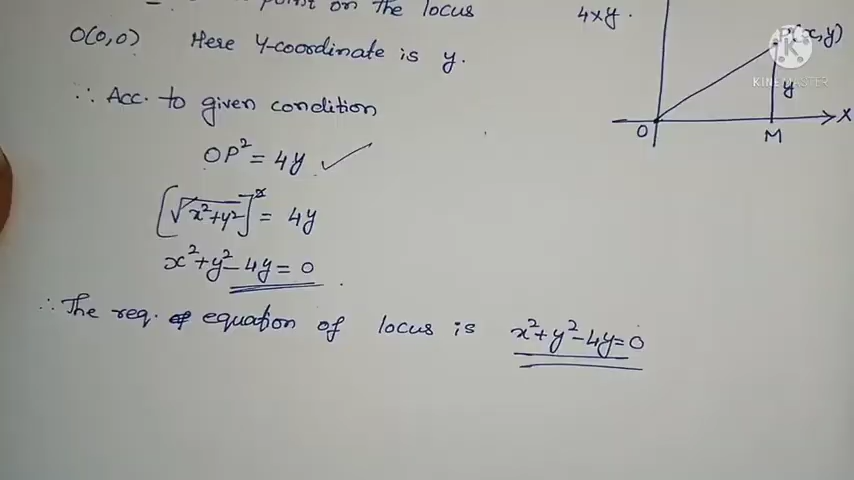 point on the locus
4xy.
O(0,0) Here Y-coordinate is y.
∴ Acc. to given condition
OP² = 4y ✓
[√x²+y²]² = 4y
x²+y²-4y = 0
∴ The req. equation of locus is x²+y²-4y=0
P(x,y)
K
KINEMASTER
y
O
M
X